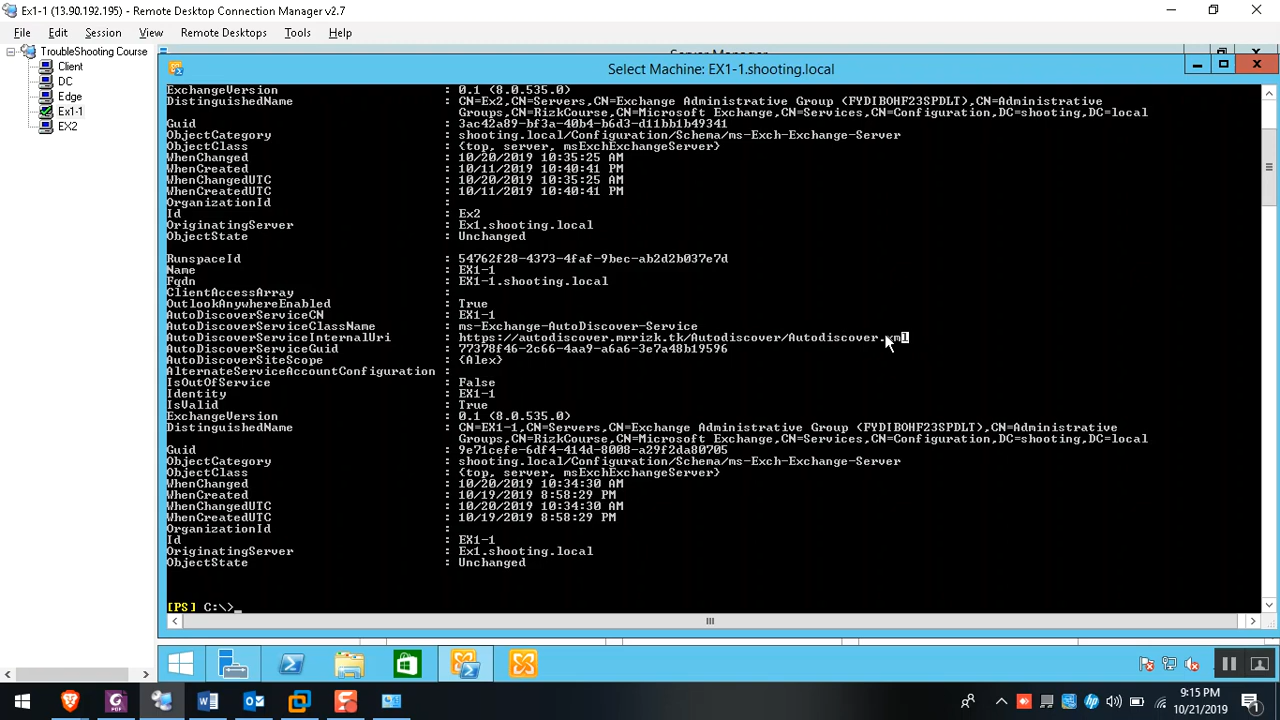 Ex1-1 (13.90.192.195) - Remote Desktop Connection Manager v2.7
File Edit Session View Remote Desktops Tools Help
TroubleShooting Course
Client
DC
Edge
Ex1-1
EX2
Select Machine: EX1-1.shooting.local
ExchangeVersion : 0.1 (8.0.535.0)
DistinguishedName : CN=Ex2,CN=Servers,CN=Exchange Administrative Group (FYDIBOHF23SPDLT),CN=Administrative
Groups,CN=RizkCourse,CN=Microsoft Exchange,CN=Services,CN=Configuration,DC=shooting,DC=local
Guid : 3ac42a89-bf3a-40b4-b6d3-d11bb1b49341
ObjectCategory : shooting.local/Configuration/Schema/ms-Exch-Exchange-Server
ObjectClass : {top, server, msExchExchangeServer}
WhenChanged : 10/20/2019 10:35:25 AM
WhenCreated : 10/11/2019 10:40:41 PM
WhenChangedUTC : 10/20/2019 10:35:25 AM
WhenCreatedUTC : 10/11/2019 10:40:41 PM
OrganizationId :
Id : Ex2
OriginatingServer : Ex1.shooting.local
ObjectState : Unchanged
RunspaceId : 54762f28-4373-4faf-9bec-ab2d2b037e7d
Name : EX1-1
Fqdn : EX1-1.shooting.local
ClientAccessArray :
OutlookAnywhereEnabled : True
AutoDiscoverServiceCN : EX1-1
AutoDiscoverServiceClassName : ms-Exchange-AutoDiscover-Service
AutoDiscoverServiceInternalUri : https://autodiscover.mrrizk.tk/Autodiscover/Autodiscover.xml
AutoDiscoverServiceGuid : 77378f46-2c66-4aa9-a6a6-3e7a48b19596
AutoDiscoverSiteScope : {Alex}
AlternateServiceAccountConfiguration :
IsOutOfService : False
Identity : EX1-1
IsValid : True
ExchangeVersion : 0.1 (8.0.535.0)
DistinguishedName : CN=EX1-1,CN=Servers,CN=Exchange Administrative Group (FYDIBOHF23SPDLT),CN=Administrative
Groups,CN=RizkCourse,CN=Microsoft Exchange,CN=Services,CN=Configuration,DC=shooting,DC=local
Guid : 9e71cefe-6df4-414d-8008-a29f2da80705
ObjectCategory : shooting.local/Configuration/Schema/ms-Exch-Exchange-Server
ObjectClass : {top, server, msExchExchangeServer}
WhenChanged : 10/20/2019 10:34:30 AM
WhenCreated : 10/19/2019 8:58:29 PM
WhenChangedUTC : 10/20/2019 10:34:30 AM
WhenCreatedUTC : 10/19/2019 8:58:29 PM
OrganizationId :
Id : EX1-1
OriginatingServer : Ex1.shooting.local
ObjectState : Unchanged
[PS] C:\>_
9:15 PM
10/21/2019